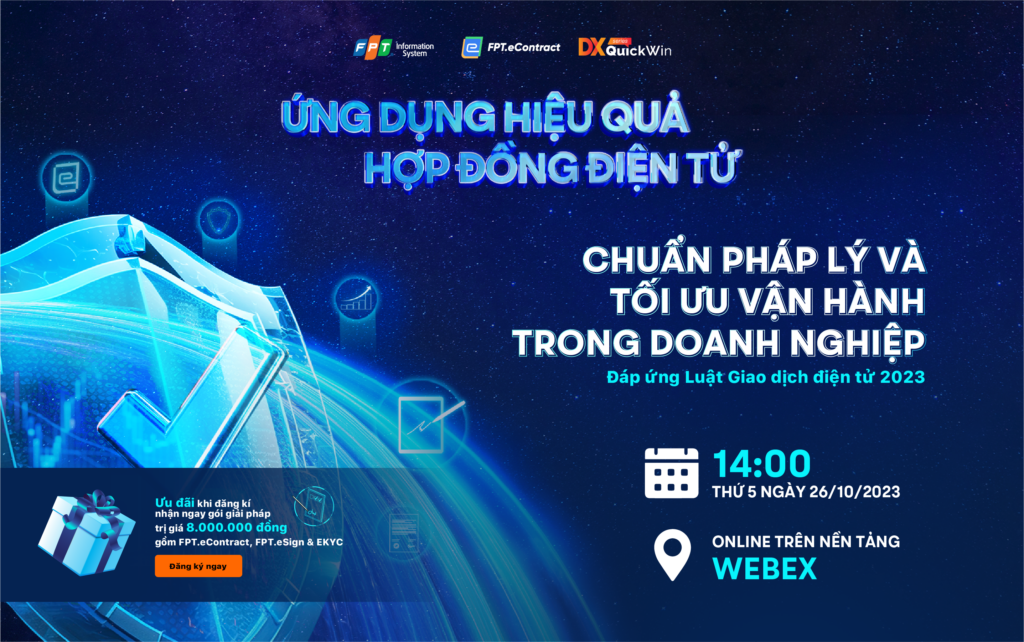 FPT Information
System
FPT.eContract
DX series
QuickWin
ỨNG DỤNG HIỆU QUẢ
HỢP ĐỒNG ĐIỆN TỬ
CHUẨN PHÁP LÝ VÀ
TỐI ƯU VẬN HÀNH
TRONG DOANH NGHIỆP
Đáp ứng Luật Giao dịch điện tử 2023
14:00
THỨ 5 NGÀY 26/10/2023
ONLINE TRÊN NỀN TẢNG
WEBEX
Ưu đãi khi đăng kí
nhận ngay gói giải pháp
trị giá 8.000.000 đồng
gồm FPT.eContract, FPT.eSign & EKYC
Đăng ký ngay